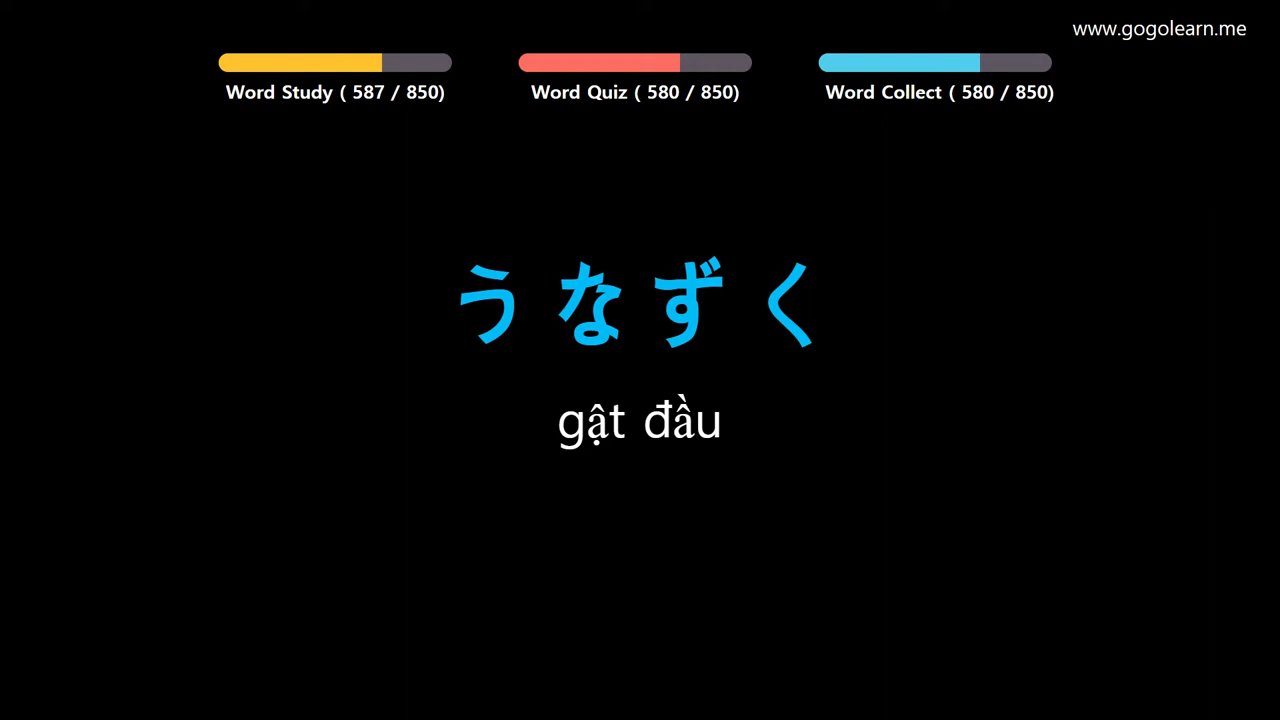 www.gogolearn.me
Word Study ( 587 / 850) Word Quiz ( 580 / 850) Word Collect ( 580 / 850)
うなずく
gật đầu